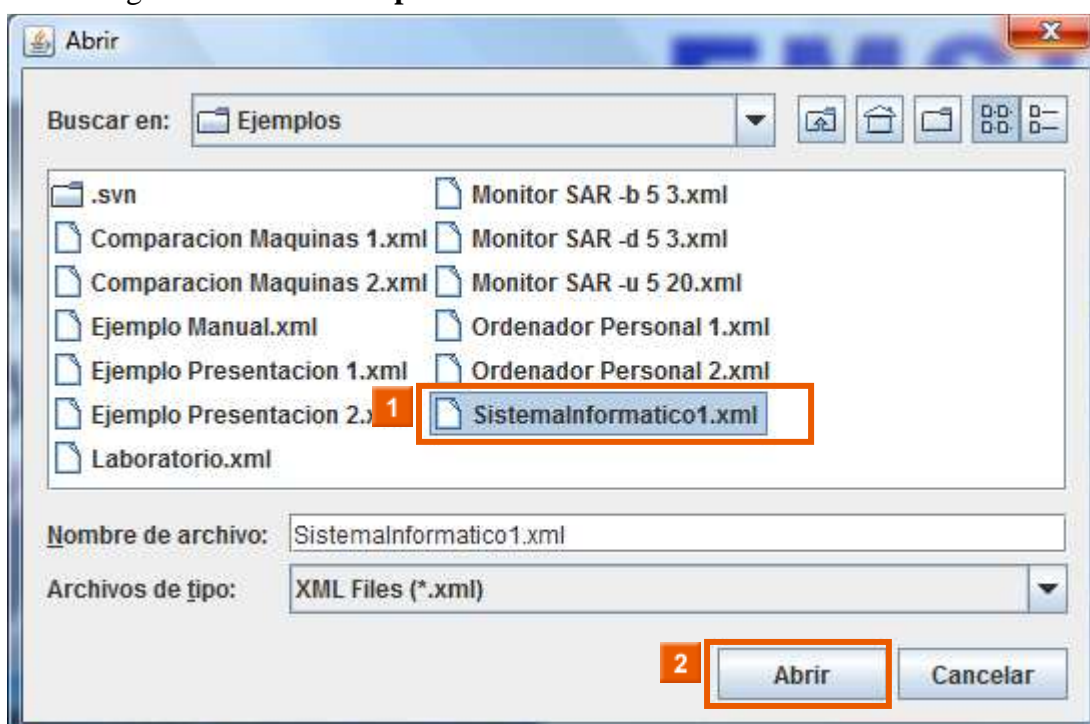 Abrir
Buscar en: Ejemplos
.svn
Comparacion Maquinas 1.xml
Comparacion Maquinas 2.xml
Ejemplo Manual.xml
Ejemplo Presentacion 1.xml
Ejemplo Presentacion 2.x
Laboratorio.xml
Monitor SAR -b 5 3.xml
Monitor SAR -d 5 3.xml
Monitor SAR -u 5 20.xml
Ordenador Personal 1.xml
Ordenador Personal 2.xml
1
SistemaInformatico1.xml
Nombre de archivo: SistemaInformatico1.xml
Archivos de tipo: XML Files (*.xml)
2
Abrir Cancelar